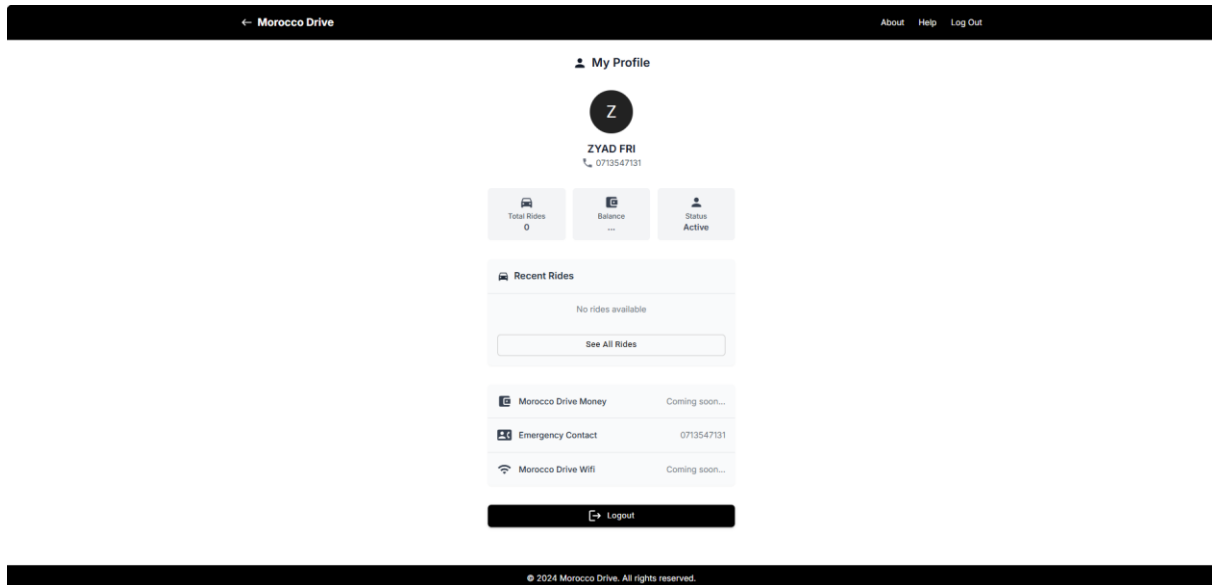 ← Morocco Drive About Help Log Out
My Profile
Z
ZYAD FRI
0713547131
Total Rides Balance Status
0 ... Active
Recent Rides
No rides available
See All Rides
Morocco Drive Money Coming soon...
Emergency Contact 0713547131
Morocco Drive Wifi Coming soon...
Logout
© 2024 Morocco Drive. All rights reserved.